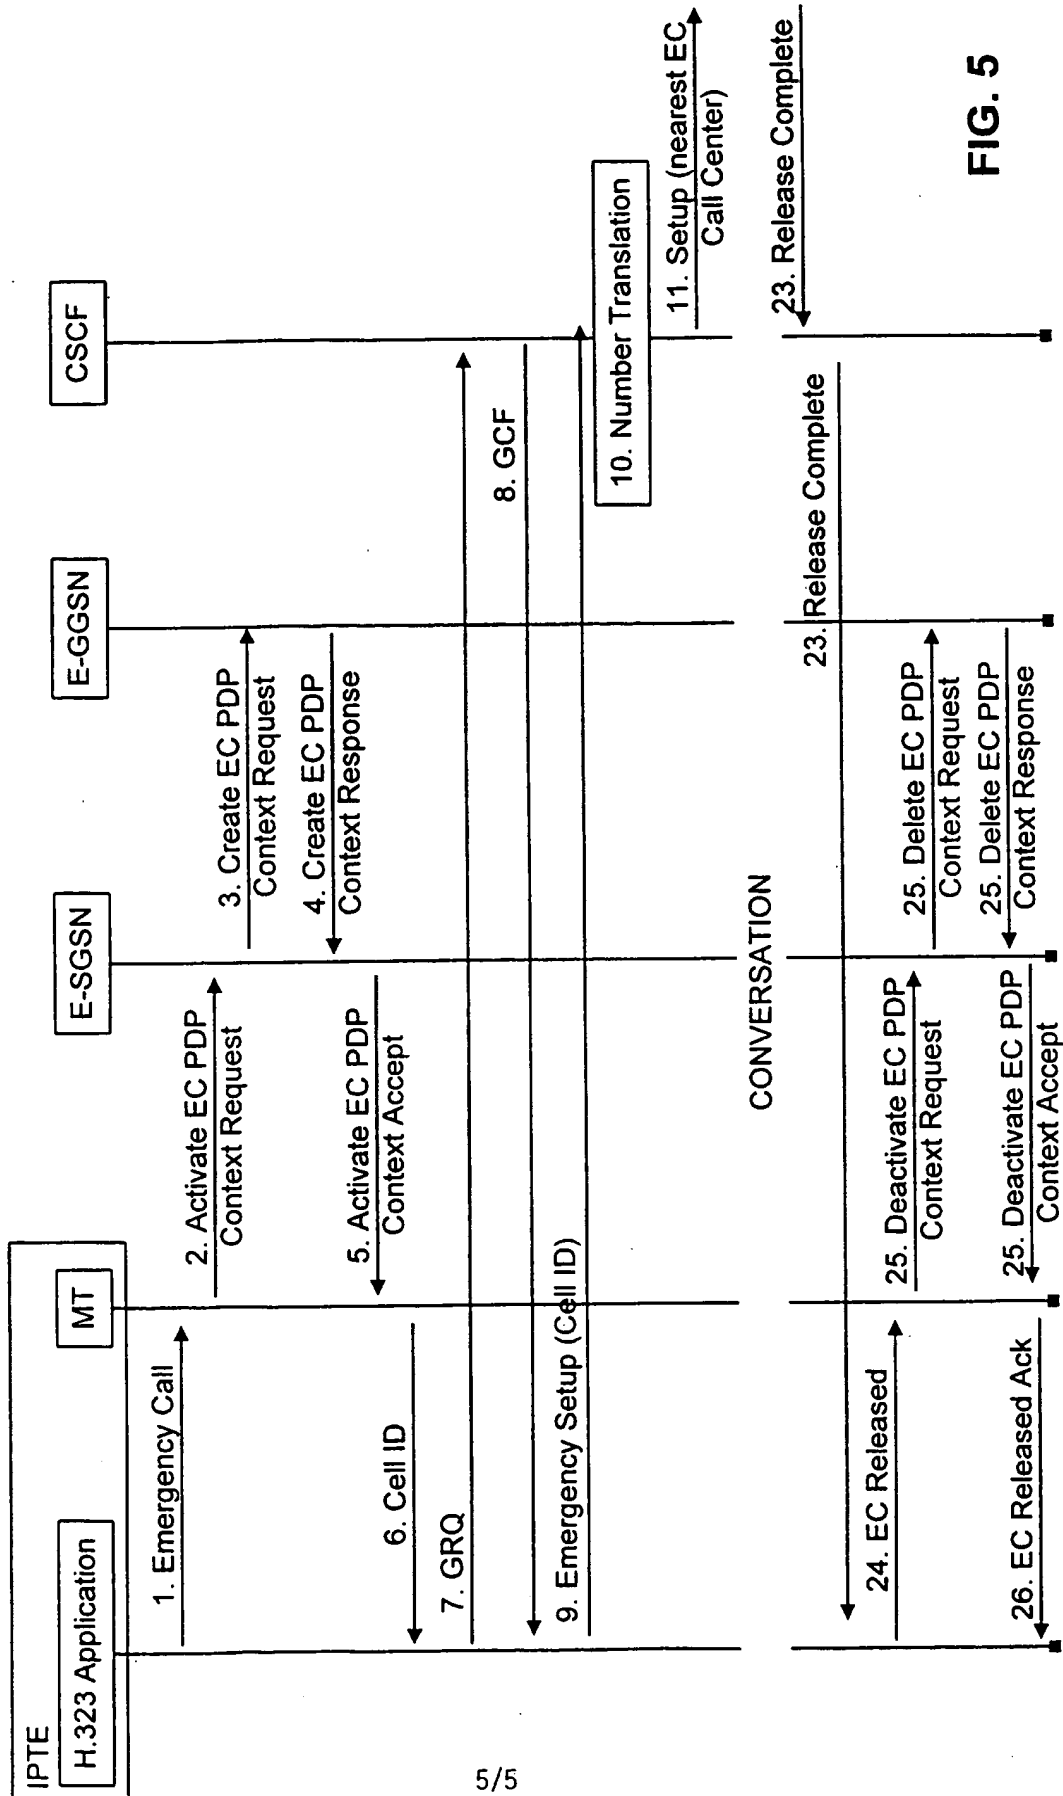 IPTE
H.323 Application
MT
E-SGSN
E-GGSN
CSCF
1. Emergency Call
2. Activate EC PDP
Context Request
3. Create EC PDP
Context Request
4. Create EC PDP
Context Response
5. Activate EC PDP
Context Accept
6. Cell ID
7. GRQ
8. GCF
9. Emergency Setup (Cell ID)
10. Number Translation
11. Setup (nearest EC
Call Center)
CONVERSATION
23. Release Complete
23. Release Complete
24. EC Released
25. Deactivate EC PDP
Context Request
25. Delete EC PDP
Context Request
25. Delete EC PDP
Context Response
25. Deactivate EC PDP
Context Accept
26. EC Released Ack
FIG. 5
5/5